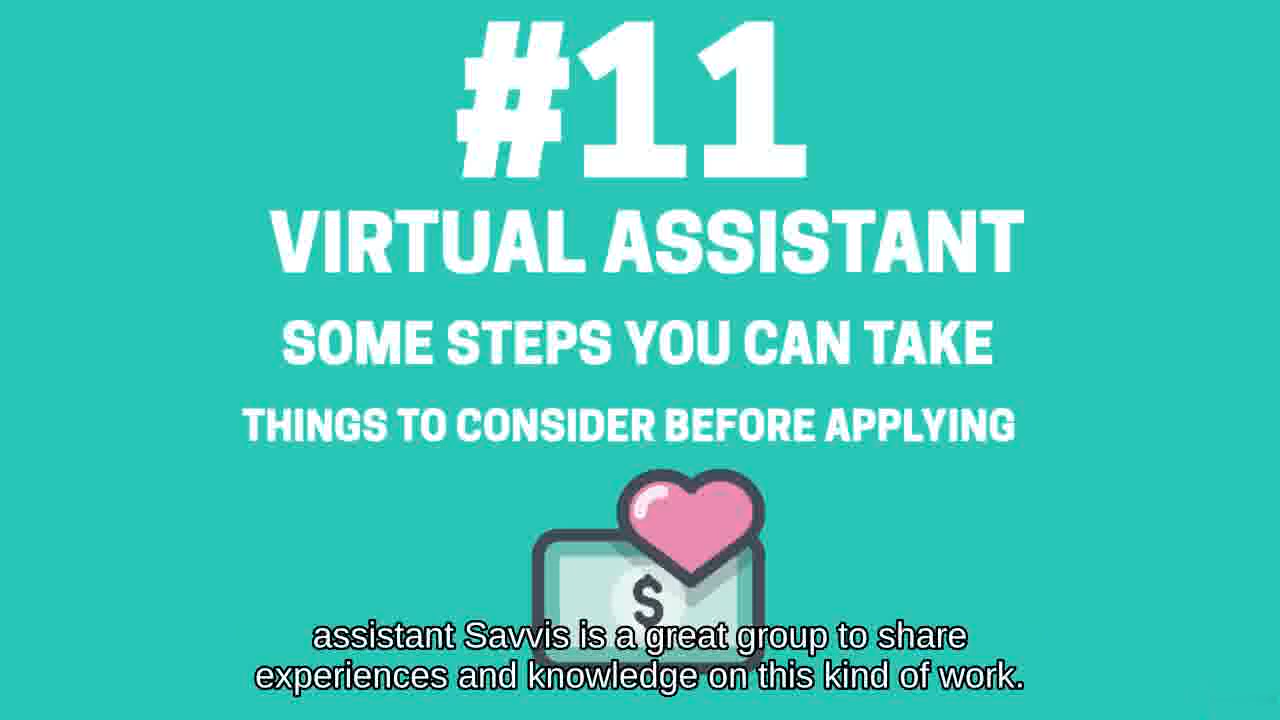 #11
VIRTUAL ASSISTANT
SOME STEPS YOU CAN TAKE
THINGS TO CONSIDER BEFORE APPLYING
$
assistant Savvis is a great group to share
experiences and knowledge on this kind of work.